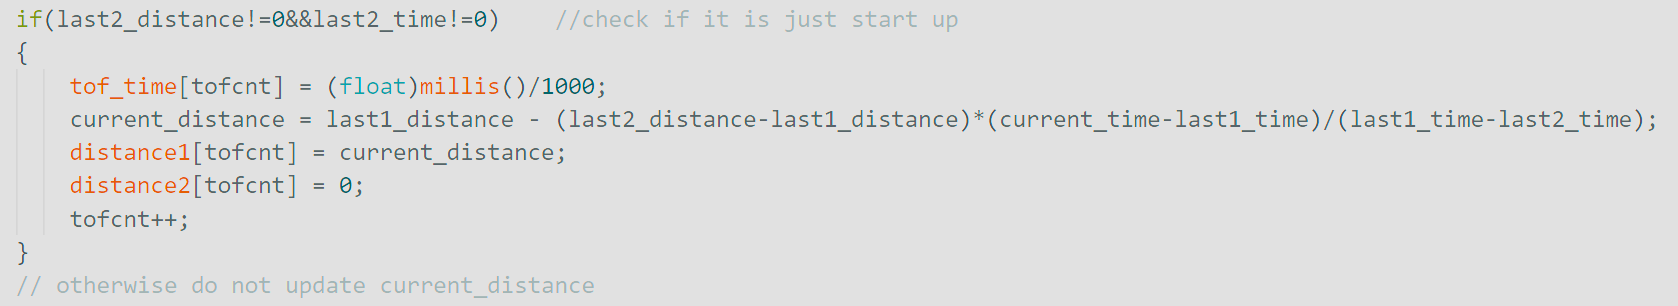 if(last2_distance!=0&&last2_time!=0)    //check if it is just start up
{
    tof_time[tofcnt] = (float)millis()/1000;
    current_distance = last1_distance - (last2_distance-last1_distance)*(current_time-last1_time)/(last1_time-last2_time);
    distance1[tofcnt] = current_distance;
    distance2[tofcnt] = 0;
    tofcnt++;
}
// otherwise do not update current_distance